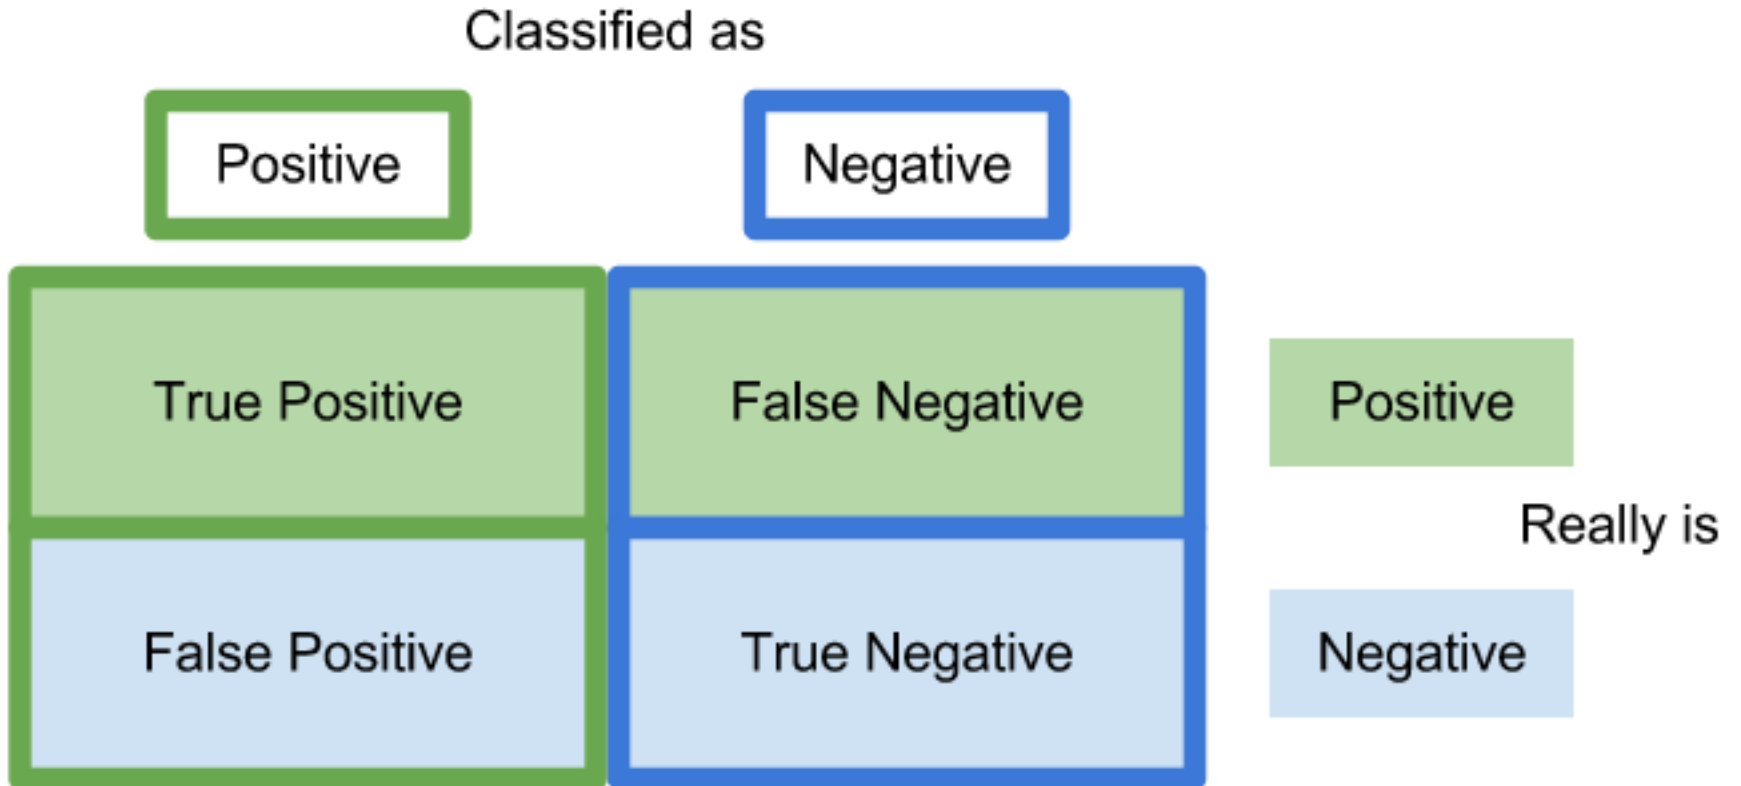 Classified as
Positive
Negative
True Positive
False Negative
Positive
Really is
False Positive
True Negative
Negative